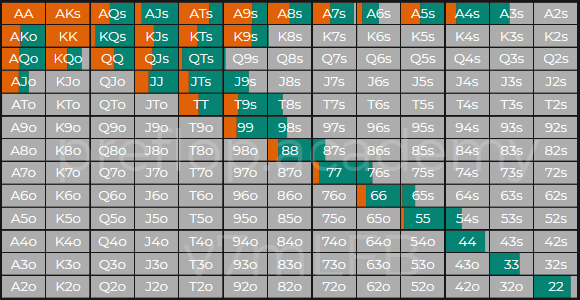 AA AKs AQs AJs ATs A9s A8s A7s A6s A5s A4s A3s A2s
AKo KK KQs KJs KTs K9s K8s K7s K6s K5s K4s K3s K2s
AQo KQo QQ QJs QTs Q9s Q8s Q7s Q6s Q5s Q4s Q3s Q2s
AJo KJo QJo JJ JTs J9s J8s J7s J6s J5s J4s J3s J2s
ATo KTo QTo JTo TT T9s T8s T7s T6s T5s T4s T3s T2s
A9o K9o Q9o J9o T9o 99 98s 97s 96s 95s 94s 93s 92s
A8o K8o Q8o J8o T8o 98o 88 87s 86s 85s 84s 83s 82s
preflop.academy
A7o K7o Q7o J7o T7o 97o 87o 77 76s 75s 74s 73s 72s
A6o K6o Q6o J6o T6o 96o 86o 76o 66 65s 64s 63s 62s
A5o K5o Q5o J5o T5o 95o 85o 75o 65o 55 54s 53s 52s
A4o K4o Q4o J4o T4o 94o 84o 74o 64o 54o 44 43s 42s
A3o K3o Q3o J3o T3o 93o 83o 73o 63o 53o 43o 33 32s
A2o K2o Q2o J2o T2o 92o 82o 72o 62o 52o 42o 32o 22